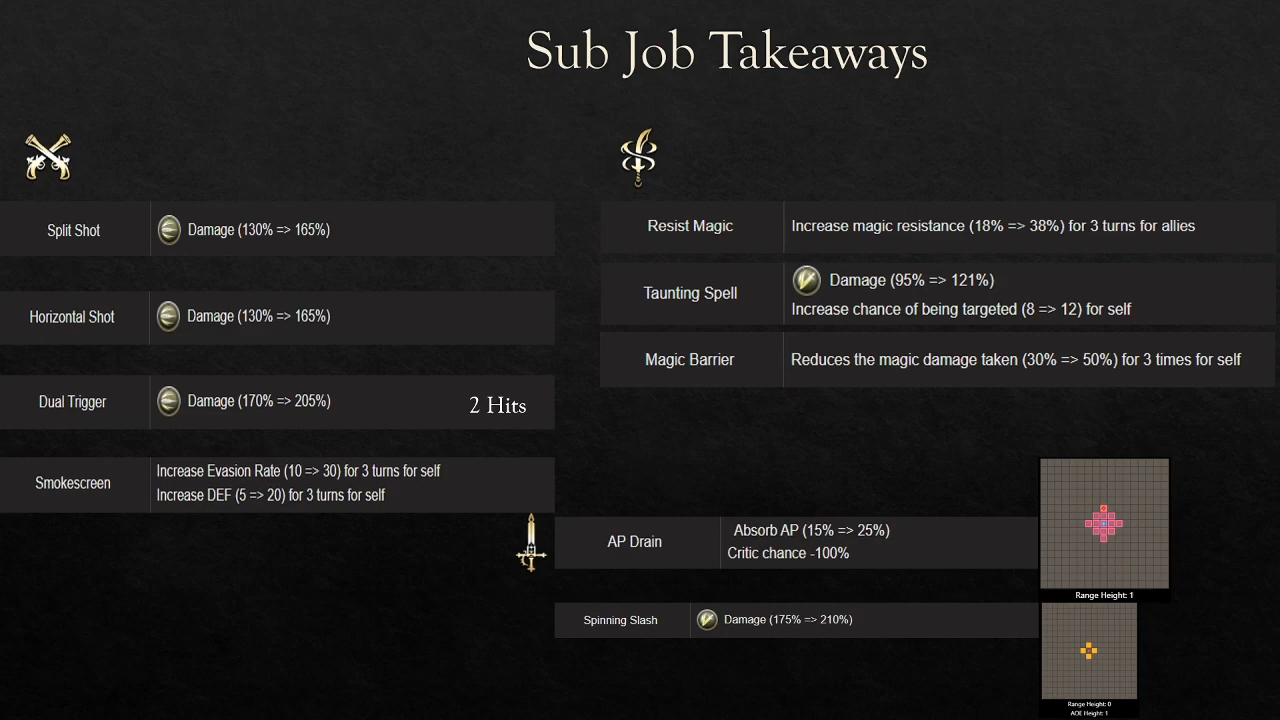 Sub Job Takeaways
Split Shot
Damage (130% => 165%)
Horizontal Shot
Damage (130% => 165%)
Dual Trigger
Damage (170% => 205%)
2 Hits
Smokescreen
Increase Evasion Rate (10 => 30) for 3 turns for self
Increase DEF (5 => 20) for 3 turns for self
Resist Magic
Increase magic resistance (18% => 38%) for 3 turns for allies
Taunting Spell
Damage (95% => 121%)
Increase chance of being targeted (8 => 12) for self
Magic Barrier
Reduces the magic damage taken (30% => 50%) for 3 times for self
AP Drain
Absorb AP (15% => 25%)
Critic chance -100%
Range Height: 1
Spinning Slash
Damage (175% => 210%)
Range Height: 0
AOE Height: 1